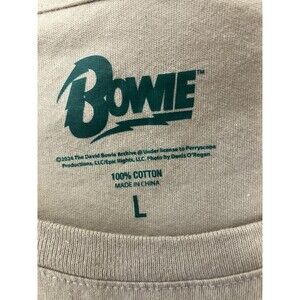 BOWIE™
©2024 The David Bowie Archive @ Under license to Perryscope
Productions, LLC/Epic Rights, LLC. Photo by Denis O'Regan
100% COTTON
MADE IN CHINA
L